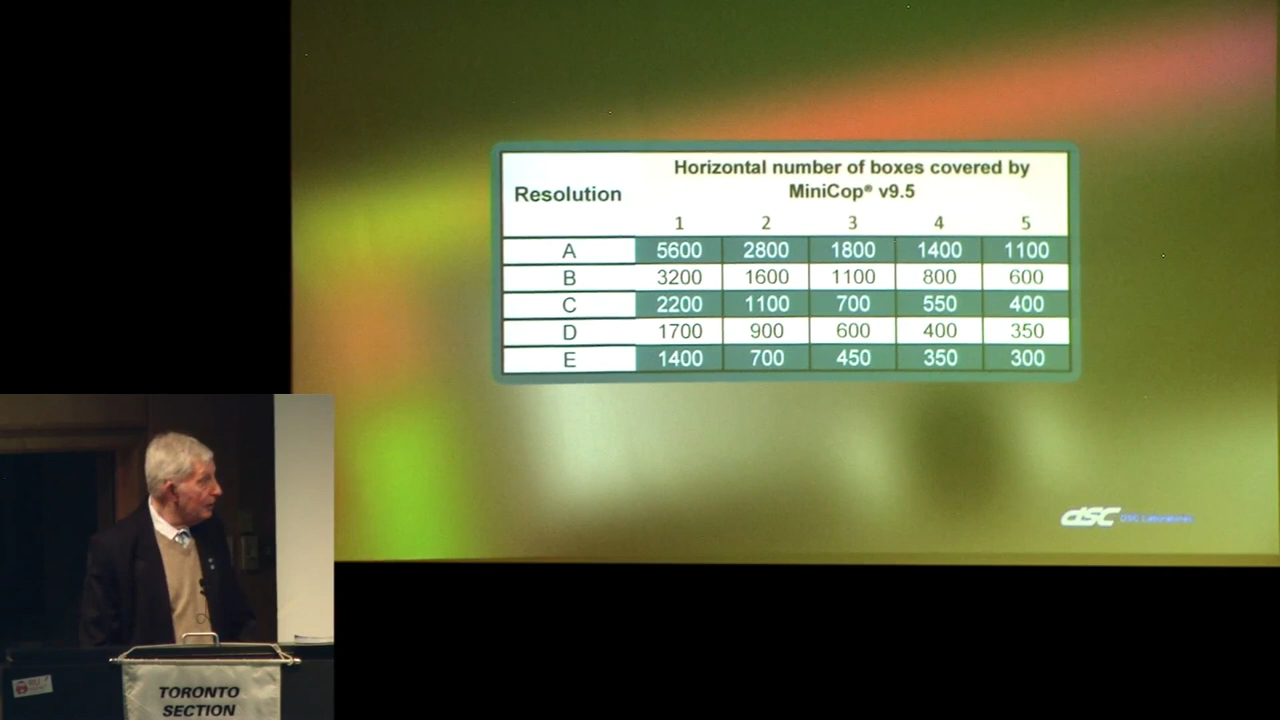 Horizontal number of boxes covered by
MiniCop® v9.5
Resolution
1 2 3 4 5
A 5600 2800 1800 1400 1100
B 3200 1600 1100 800 600
C 2200 1100 700 550 400
D 1700 900 600 400 350
E 1400 700 450 350 300
dsc DSC Laboratories
TORONTO
SECTION